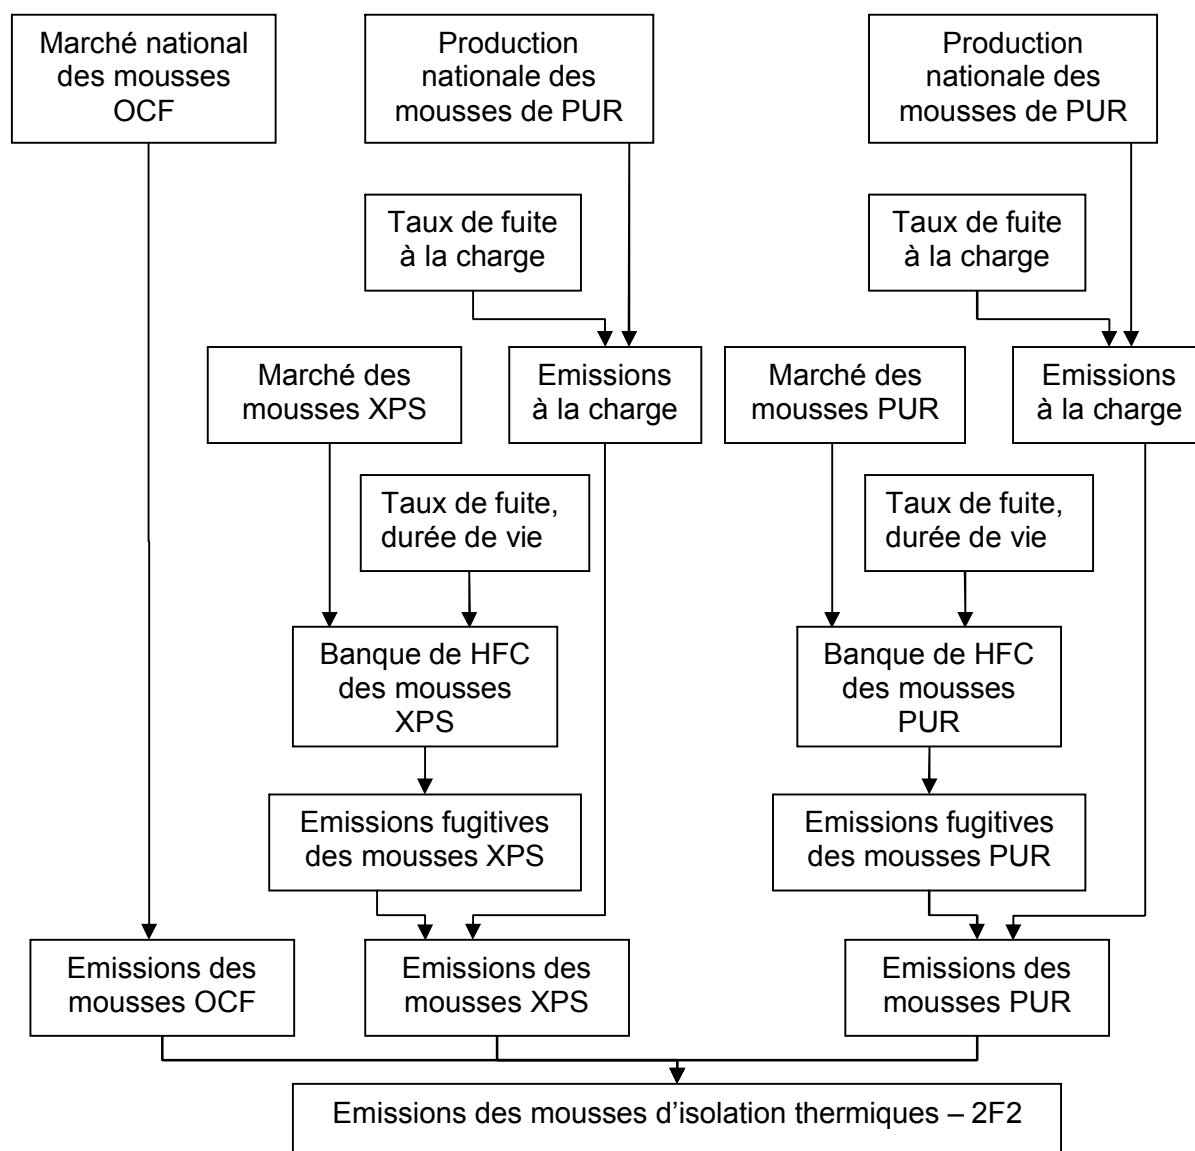 Marché national
des mousses
OCF
Production
nationale des
mousses de PUR
Production
nationale des
mousses de PUR
Taux de fuite
à la charge
Taux de fuite
à la charge
Marché des
mousses XPS
Emissions
à la charge
Marché des
mousses PUR
Emissions
à la charge
Taux de fuite,
durée de vie
Taux de fuite,
durée de vie
Banque de HFC
des mousses
XPS
Banque de HFC
des mousses
PUR
Emissions fugitives
des mousses XPS
Emissions fugitives
des mousses PUR
Emissions des
mousses OCF
Emissions des
mousses XPS
Emissions des
mousses PUR
Emissions des mousses d'isolation thermiques – 2F2